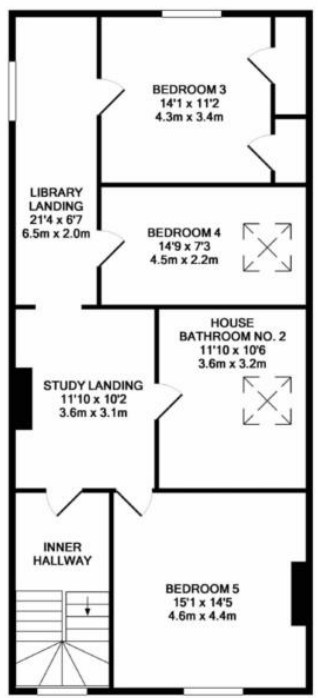 BEDROOM 3
14'1 x 11'2
4.3m x 3.4m
LIBRARY
LANDING
21'4 x 6'7
6.5m x 2.0m
BEDROOM 4
14'9 x 7'3
4.5m x 2.2m
HOUSE
BATHROOM NO. 2
11'10 x 10'6
3.6m x 3.2m
STUDY LANDING
11'10 x 10'2
3.6m x 3.1m
INNER
HALLWAY
BEDROOM 5
15'1 x 14'5
4.6m x 4.4m